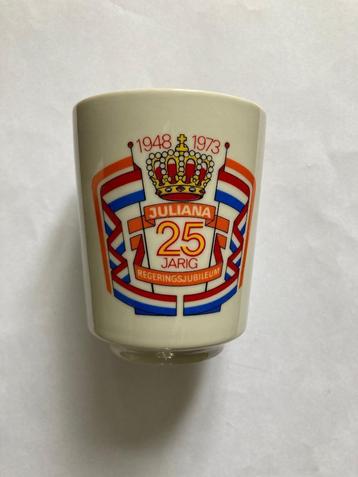 1948 1973
JULIANA
25
JARIG
REGERINGSJUBILEUM